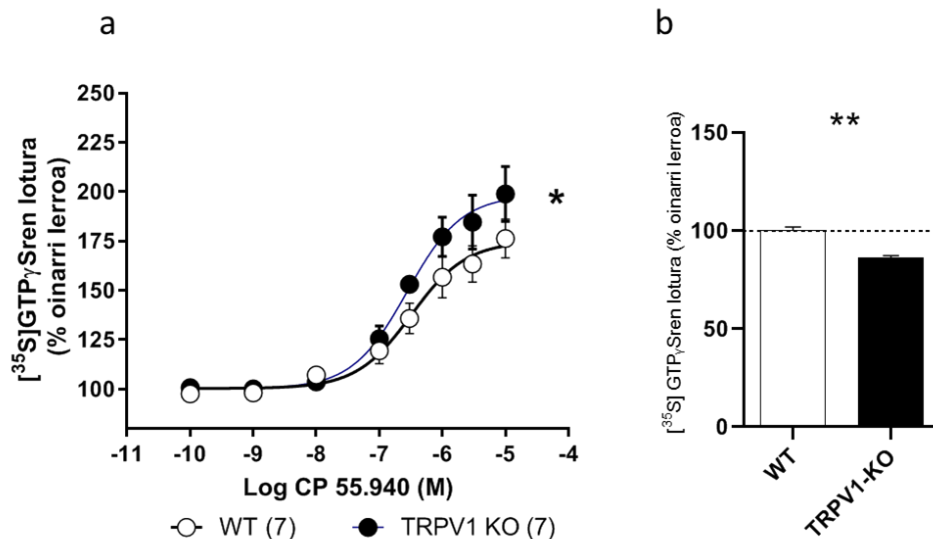 a
b
[³⁵S]GTPγSren lotura
(% oinarri lerroa)
250
225
200
175
150
125
100
*
-11 -10 -9 -8 -7 -6 -5 -4
Log CP 55.940 (M)
WT (7) TRPV1 KO (7)
[³⁵S] GTPγSren lotura (% oinarri lerroa)
150
100
50
0
**
WT
TRPV1-KO